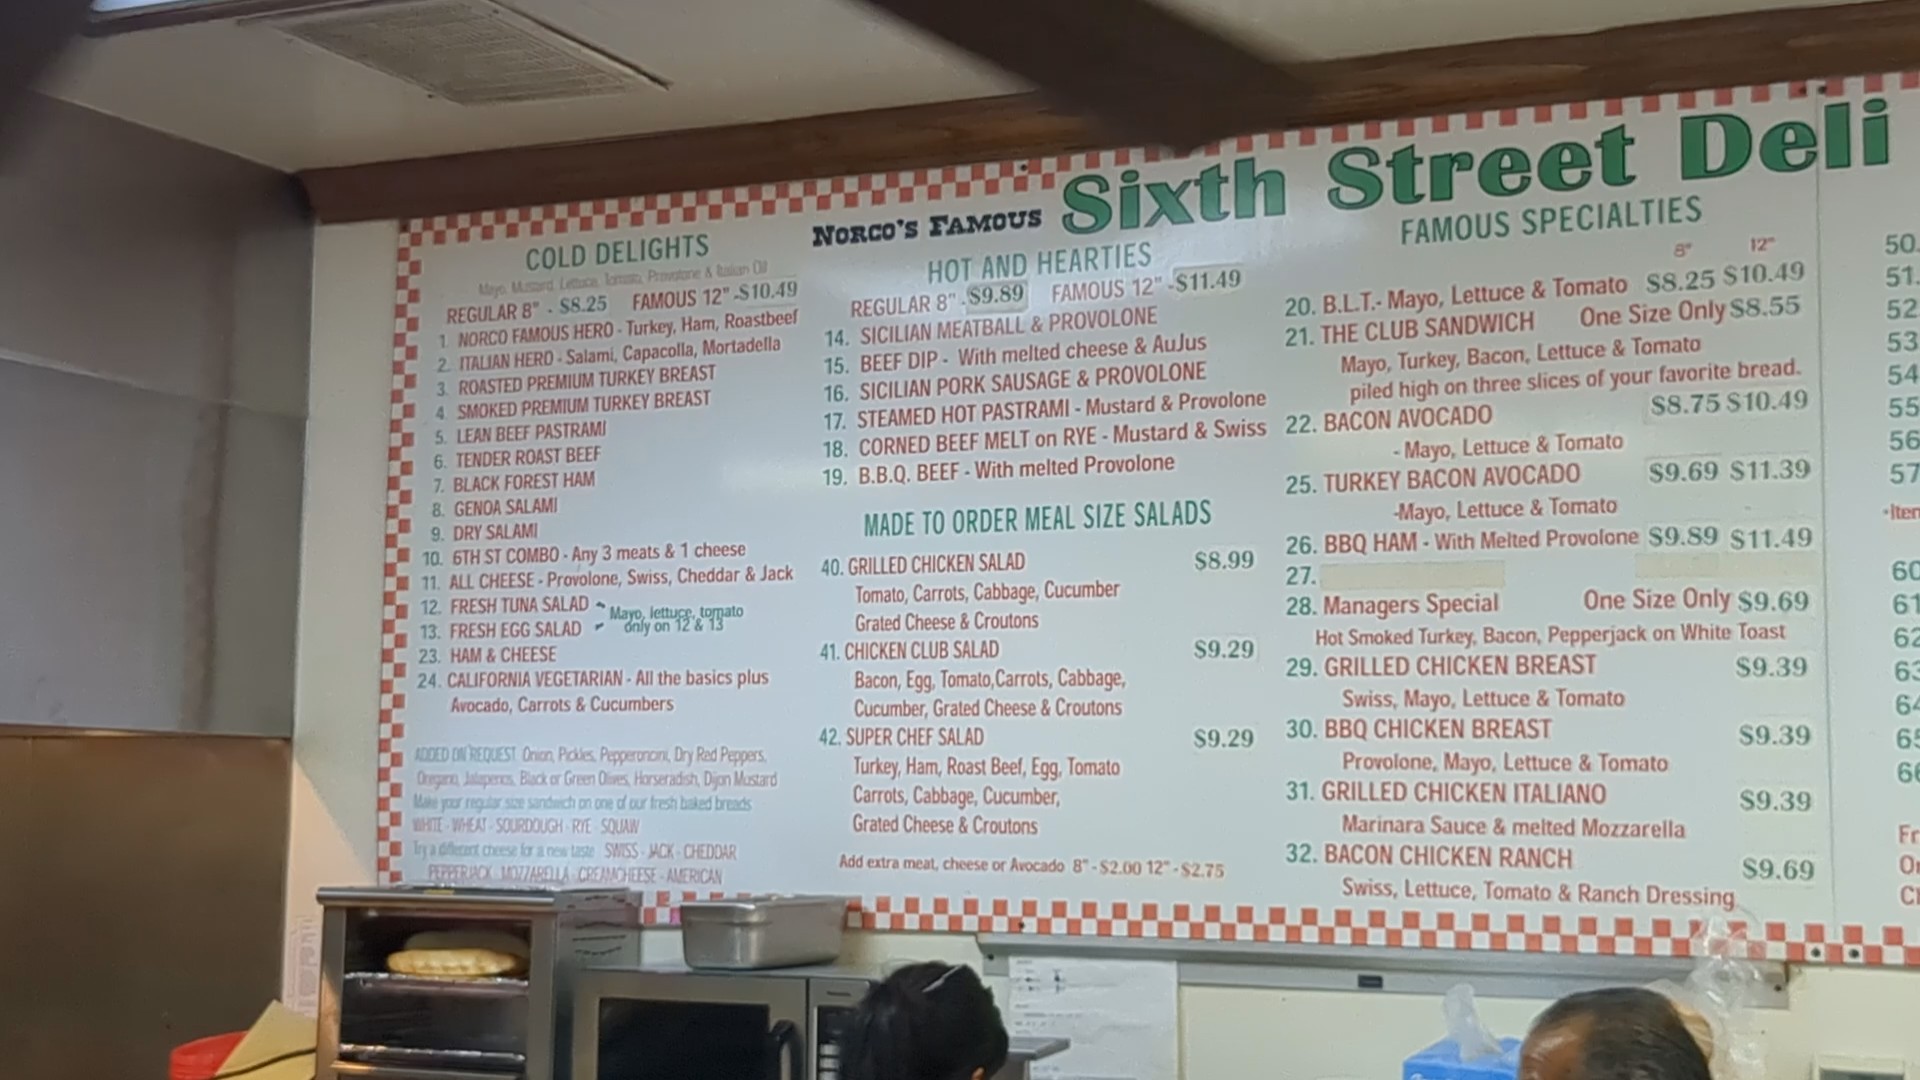 NORCO'S FAMOUS Sixth Street Deli
COLD DELIGHTS
Mayo, Mustard, Lettuce, Tomato, Provolone & Italian Oil
REGULAR 8" - $8.25 FAMOUS 12" - $10.49
1. NORCO FAMOUS HERO - Turkey, Ham, Roastbeef
2. ITALIAN HERO - Salami, Capacolla, Mortadella
3. ROASTED PREMIUM TURKEY BREAST
4. SMOKED PREMIUM TURKEY BREAST
5. LEAN BEEF PASTRAMI
6. TENDER ROAST BEEF
7. BLACK FOREST HAM
8. GENOA SALAMI
9. DRY SALAMI
10. 6TH ST COMBO - Any 3 meats & 1 cheese
11. ALL CHEESE - Provolone, Swiss, Cheddar & Jack
12. FRESH TUNA SALAD
13. FRESH EGG SALAD
Mayo, lettuce, tomato
only on 12 & 13
23. HAM & CHEESE
24. CALIFORNIA VEGETARIAN - All the basics plus
Avocado, Carrots & Cucumbers
ADDED ON REQUEST Onion, Pickles, Pepperoncini, Dry Red Peppers,
Oregano, Jalapenos, Black or Green Olives, Horseradish, Dijon Mustard
Make your regular size sandwich on one of our fresh baked breads
WHITE - WHEAT - SOURDOUGH - RYE - SQUAW
Try a different cheese for a new taste SWISS - JACK - CHEDDAR
PEPPERJACK - MOZZARELLA - CREAMCHEESE - AMERICAN
HOT AND HEARTIES
REGULAR 8" - $9.89 FAMOUS 12" - $11.49
14. SICILIAN MEATBALL & PROVOLONE
15. BEEF DIP - With melted cheese & AuJus
16. SICILIAN PORK SAUSAGE & PROVOLONE
17. STEAMED HOT PASTRAMI - Mustard & Provolone
18. CORNED BEEF MELT on RYE - Mustard & Swiss
19. B.B.Q. BEEF - With melted Provolone
MADE TO ORDER MEAL SIZE SALADS
40. GRILLED CHICKEN SALAD $8.99
Tomato, Carrots, Cabbage, Cucumber
Grated Cheese & Croutons
41. CHICKEN CLUB SALAD $9.29
Bacon, Egg, Tomato, Carrots, Cabbage,
Cucumber, Grated Cheese & Croutons
42. SUPER CHEF SALAD $9.29
Turkey, Ham, Roast Beef, Egg, Tomato
Carrots, Cabbage, Cucumber,
Grated Cheese & Croutons
Add extra meat, cheese or Avocado 8" - $2.00 12" - $2.75
FAMOUS SPECIALTIES
8" 12"
20. B.L.T.- Mayo, Lettuce & Tomato $8.25 $10.49
21. THE CLUB SANDWICH One Size Only $8.55
Mayo, Turkey, Bacon, Lettuce & Tomato
piled high on three slices of your favorite bread.
22. BACON AVOCADO $8.75 $10.49
- Mayo, Lettuce & Tomato
25. TURKEY BACON AVOCADO $9.69 $11.39
-Mayo, Lettuce & Tomato
26. BBQ HAM - With Melted Provolone $9.89 $11.49
27.
28. Managers Special One Size Only $9.69
Hot Smoked Turkey, Bacon, Pepperjack on White Toast
29. GRILLED CHICKEN BREAST $9.39
Swiss, Mayo, Lettuce & Tomato
30. BBQ CHICKEN BREAST $9.39
Provolone, Mayo, Lettuce & Tomato
31. GRILLED CHICKEN ITALIANO $9.39
Marinara Sauce & melted Mozzarella
32. BACON CHICKEN RANCH $9.69
Swiss, Lettuce, Tomato & Ranch Dressing
50.
51.
52
53
54
55
56
57
60
61
62
63
64
65
66